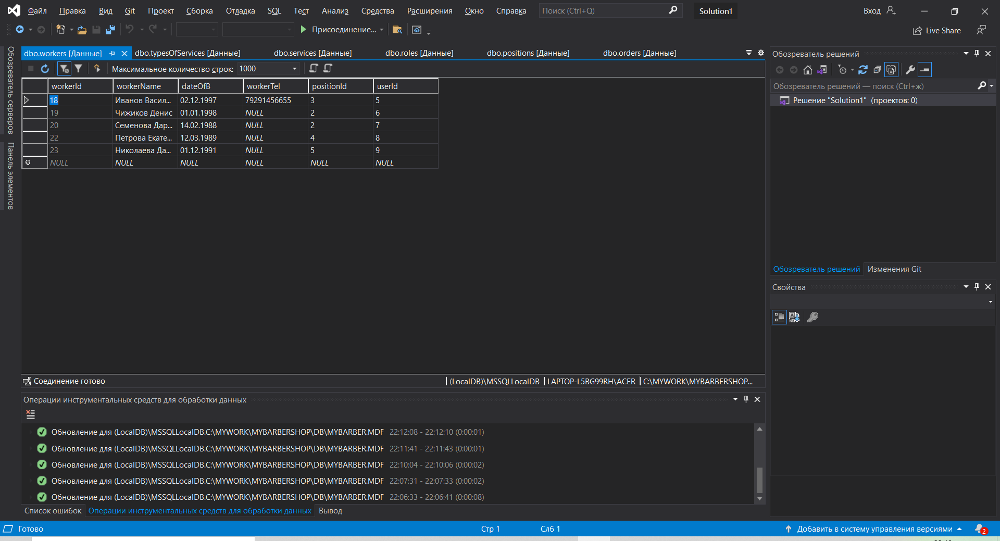 Файл Правка Вид Git Проект Сборка Отладка SQL Тест Анализ Средства Расширения Окно Справка Поиск (Ctrl+Q) Solution1 Вход
Присоединение... Live Share
Обозреватель серверов
Панель элементов
dbo.workers [Данные] dbo.typesOfServices [Данные] dbo.services [Данные] dbo.roles [Данные] dbo.positions [Данные] dbo.orders [Данные]
Максимальное количество строк: 1000
workerId workerName dateOfB workerTel positionId userId
18 Иванов Васил... 02.12.1997 79291456655 3 5
19 Чижиков Денис 01.01.1998 NULL 2 6
20 Семенова Дар... 14.02.1988 NULL 2 7
22 Петрова Екате... 12.03.1989 NULL 4 8
23 Николаева Да... 01.12.1991 NULL 5 9
NULL NULL NULL NULL NULL NULL
Соединение готово (LocalDB)\MSSQLLocalDB LAPTOP-L5BG99RH\ACER C:\MYWORK\MYBARBERSHOP...
Операции инструментальных средств для обработки данных
Обновление для (LocalDB)\MSSQLLocalDB.C:\MYWORK\MYBARBERSHOP\DB\MYBARBER.MDF 22:12:08 - 22:12:10 (0:00:01)
Обновление для (LocalDB)\MSSQLLocalDB.C:\MYWORK\MYBARBERSHOP\DB\MYBARBER.MDF 22:11:41 - 22:11:43 (0:00:01)
Обновление для (LocalDB)\MSSQLLocalDB.C:\MYWORK\MYBARBERSHOP\DB\MYBARBER.MDF 22:10:04 - 22:10:06 (0:00:02)
Обновление для (LocalDB)\MSSQLLocalDB.C:\MYWORK\MYBARBERSHOP\DB\MYBARBER.MDF 22:07:31 - 22:07:33 (0:00:02)
Обновление для (LocalDB)\MSSQLLocalDB.C:\MYWORK\MYBARBERSHOP\DB\MYBARBER.MDF 22:06:33 - 22:06:41 (0:00:08)
Список ошибок Операции инструментальных средств для обработки данных Вывод
Обозреватель решений
Обозреватель решений — поиск (Ctrl+ж)
Решение "Solution1" (проектов: 0)
Обозреватель решений Изменения Git
Свойства
Готово Стр 1 Слб 1 Добавить в систему управления версиями 2